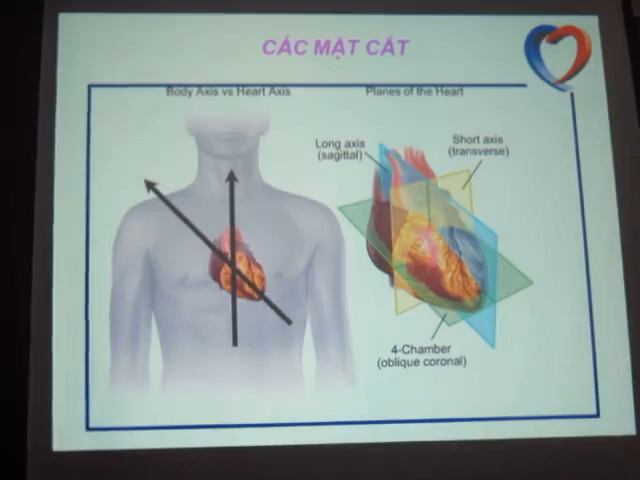 CÁC MẶT CẮT
Body Axis vs Heart Axis
Planes of the Heart
Long axis
(sagittal)
Short axis
(transverse)
4-Chamber
(oblique coronal)